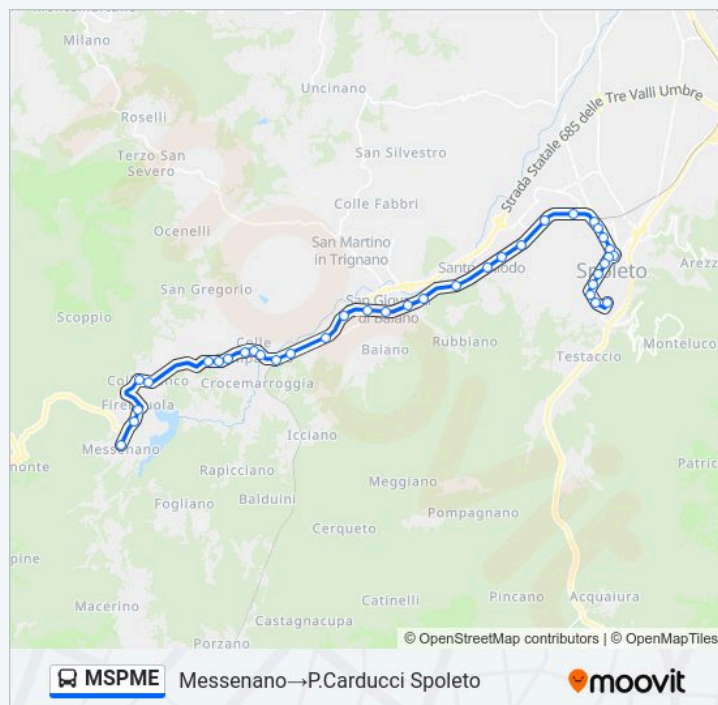 Milano
Uncinano
Roselli
Strada Statale 685 delle Tre Valli Umbre
Terzo San
Severo
San Silvestro
Colle Fabbri
Ocenelli
San Martino
in Trignano
Spoleto
San Gregorio
Scoppio
Baiano
Rubbiano
Testaccio
Crocemarroggia
Messenano
Icciano
Rapicciano
Meggiano
Fogliano
Balduini
Pompagnano
Cerqueto
Macerino
Catinelli
Pincano
Acquaiura
Castagnacupa
Porzano
© OpenStreetMap contributors | © OpenMapTiles
MSPME
Messenano→P.Carducci Spoleto
moovit